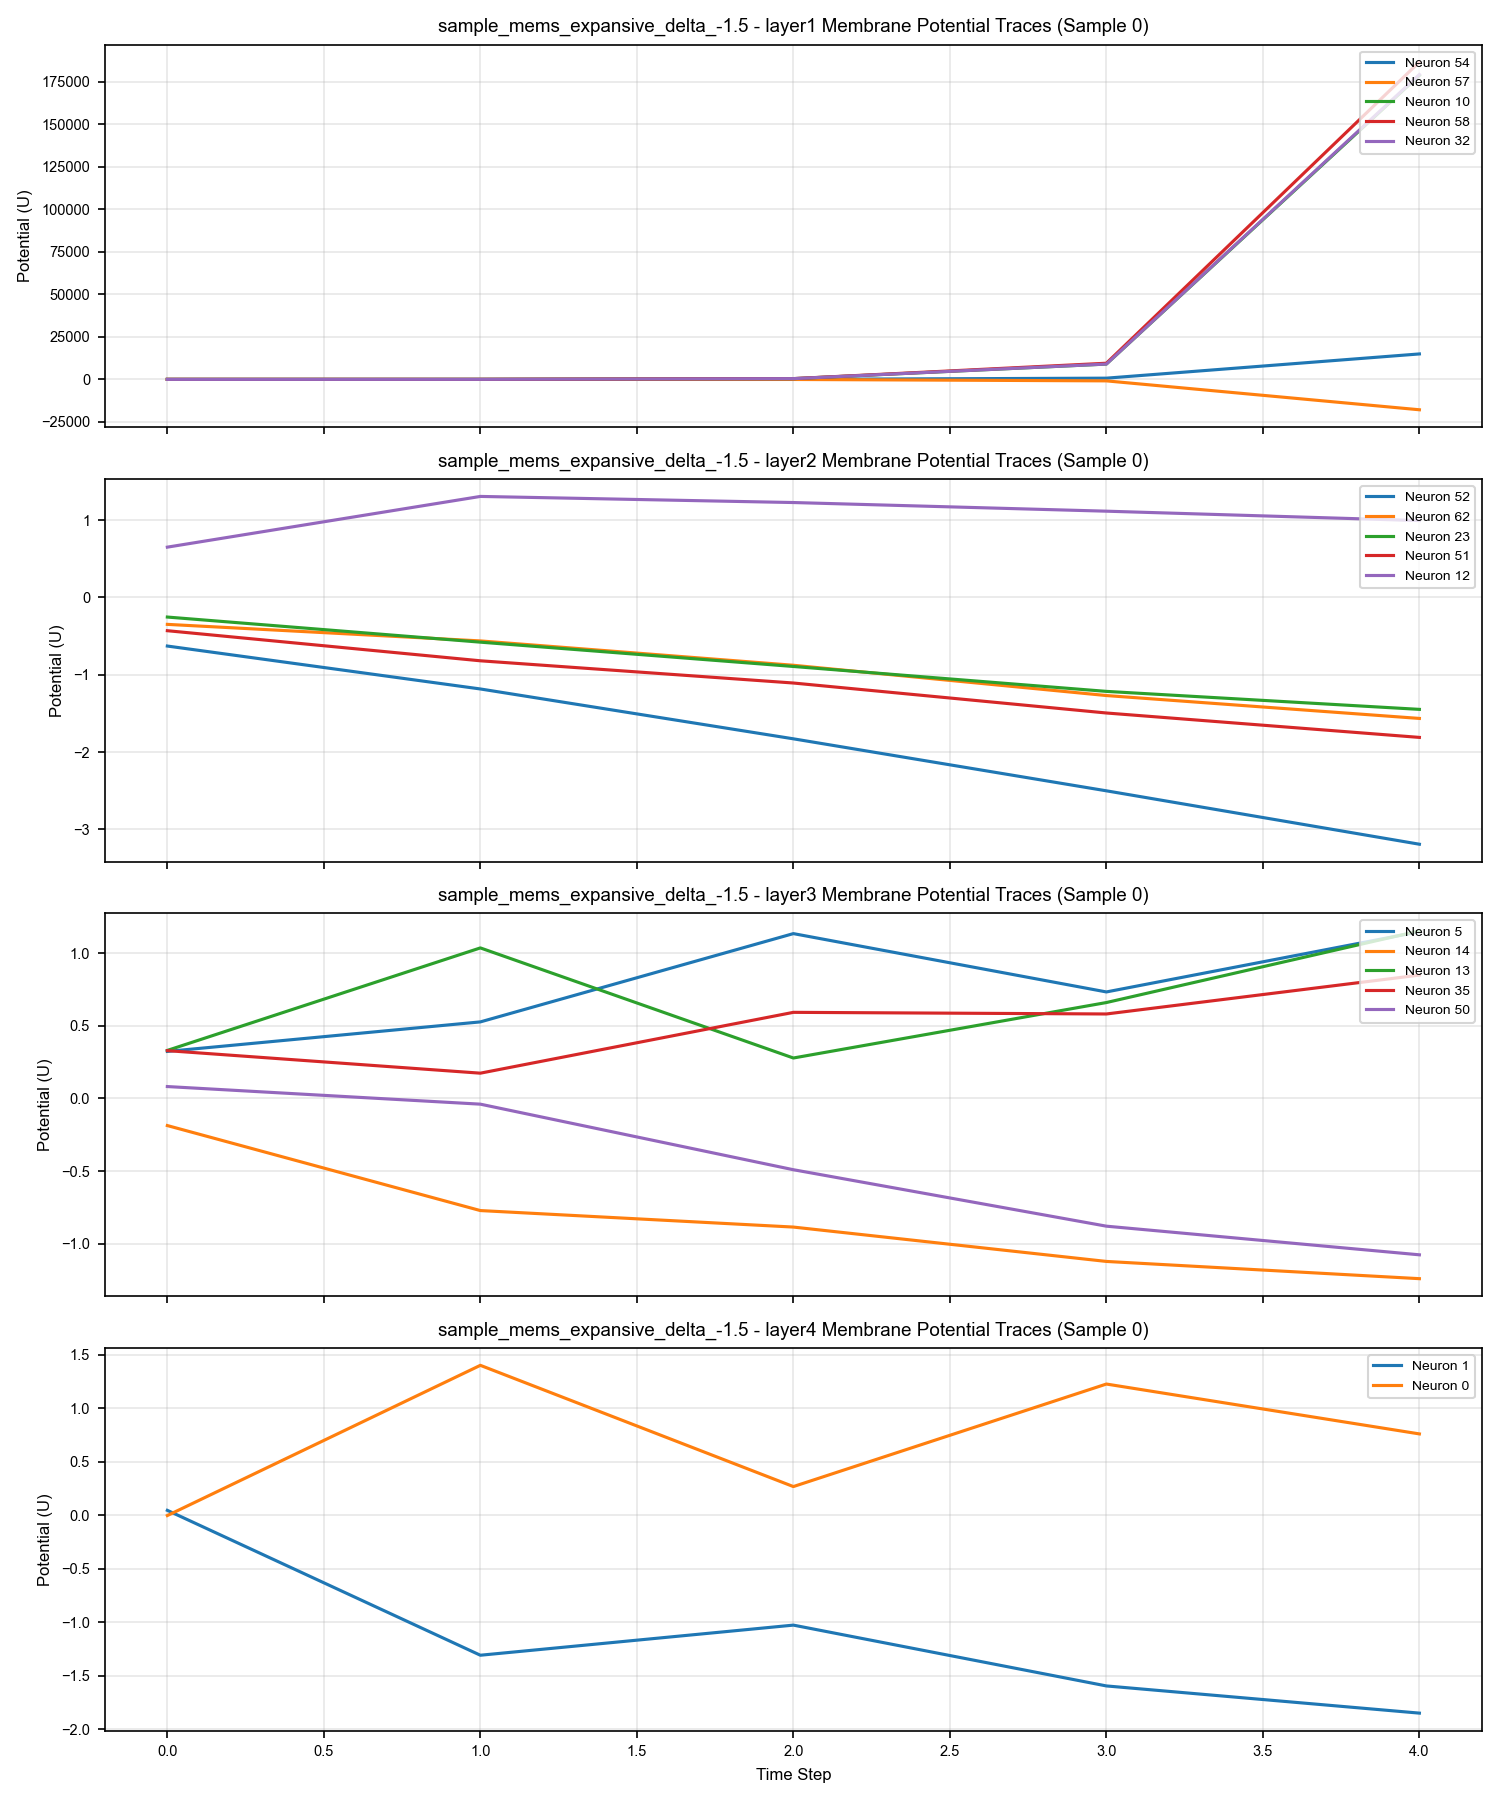 sample_mems_expansive_delta_-1.5 - layer1 Membrane Potential Traces (Sample 0)
175000
150000
125000
100000
75000
50000
25000
0
−25000
Potential (U)
Neuron 54
Neuron 57
Neuron 10
Neuron 58
Neuron 32
sample_mems_expansive_delta_-1.5 - layer2 Membrane Potential Traces (Sample 0)
1
0
−1
−2
−3
Potential (U)
Neuron 52
Neuron 62
Neuron 23
Neuron 51
Neuron 12
sample_mems_expansive_delta_-1.5 - layer3 Membrane Potential Traces (Sample 0)
1.0
0.5
0.0
−0.5
−1.0
Potential (U)
Neuron 5
Neuron 14
Neuron 13
Neuron 35
Neuron 50
sample_mems_expansive_delta_-1.5 - layer4 Membrane Potential Traces (Sample 0)
1.5
1.0
0.5
0.0
−0.5
−1.0
−1.5
−2.0
Potential (U)
Neuron 1
Neuron 0
0.0 0.5 1.0 1.5 2.0 2.5 3.0 3.5 4.0
Time Step